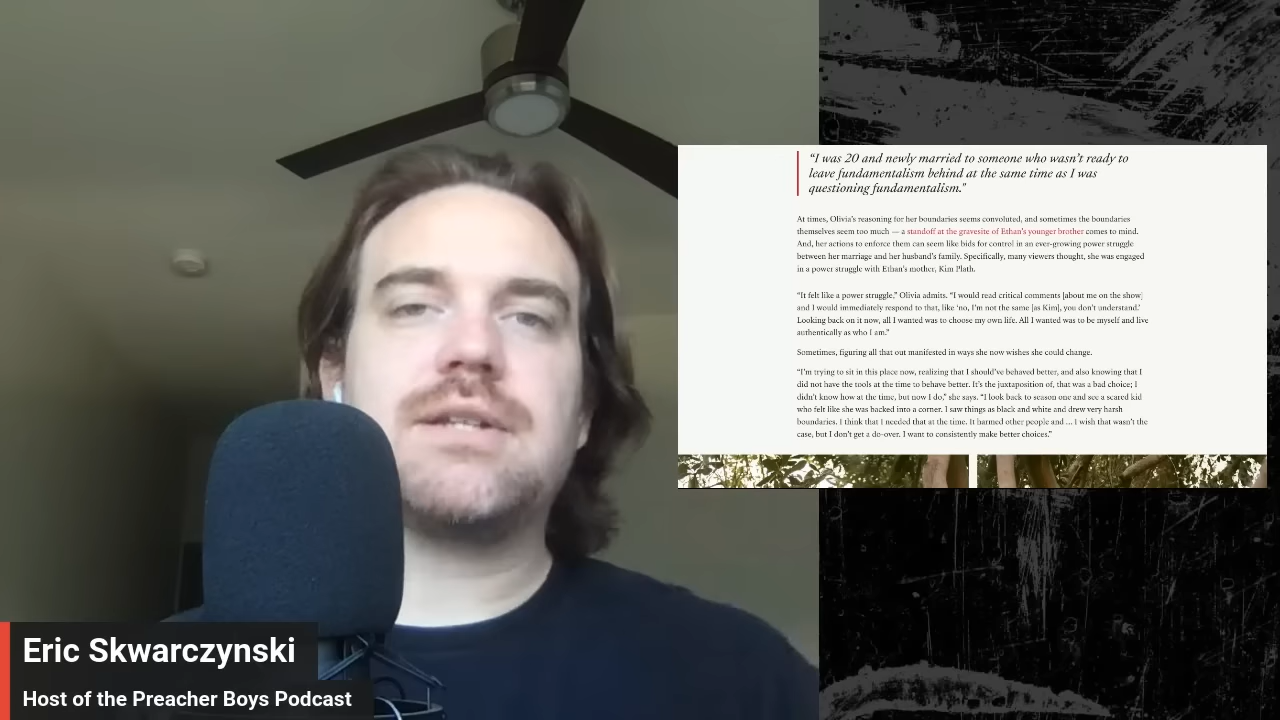 “I was 20 and newly married to someone who wasn’t ready to
leave fundamentalism behind at the same time as I was
questioning fundamentalism.”
At times, Olivia’s reasoning for her boundaries seems convoluted, and sometimes the boundaries
themselves seem too much — a standoff at the gravesite of Ethan’s younger brother comes to mind.
And, her actions to enforce them can seem like bids for control in an ever-growing power struggle
between her marriage and her husband’s family. Specifically, many viewers thought, she was engaged
in a power struggle with Ethan’s mother, Kim Plath.
“It felt like a power struggle,” Olivia admits. “I would read critical comments [about me on the show]
and I would immediately respond to that, like ‘no, I’m not the same [as Kim], you don’t understand.’
Looking back on it now, all I wanted was to choose my own life. All I wanted was to be myself and live
authentically as who I am.”
Sometimes, figuring all that out manifested in ways she now wishes she could change.
“I’m trying to sit in this place now, realizing that I should’ve behaved better, and also knowing that I
did not have the tools at the time to behave better. It’s the juxtaposition of, that was a bad choice; I
didn’t know how at the time, but now I do,” she says. “I look back to season one and see a scared kid
who felt like she was backed into a corner. I saw things as black and white and drew very harsh
boundaries. I think that I needed that at the time. It harmed other people and ... I wish that wasn’t the
case, but I don’t get a do-over. I want to consistently make better choices.”
Eric Skwarczynski
Host of the Preacher Boys Podcast